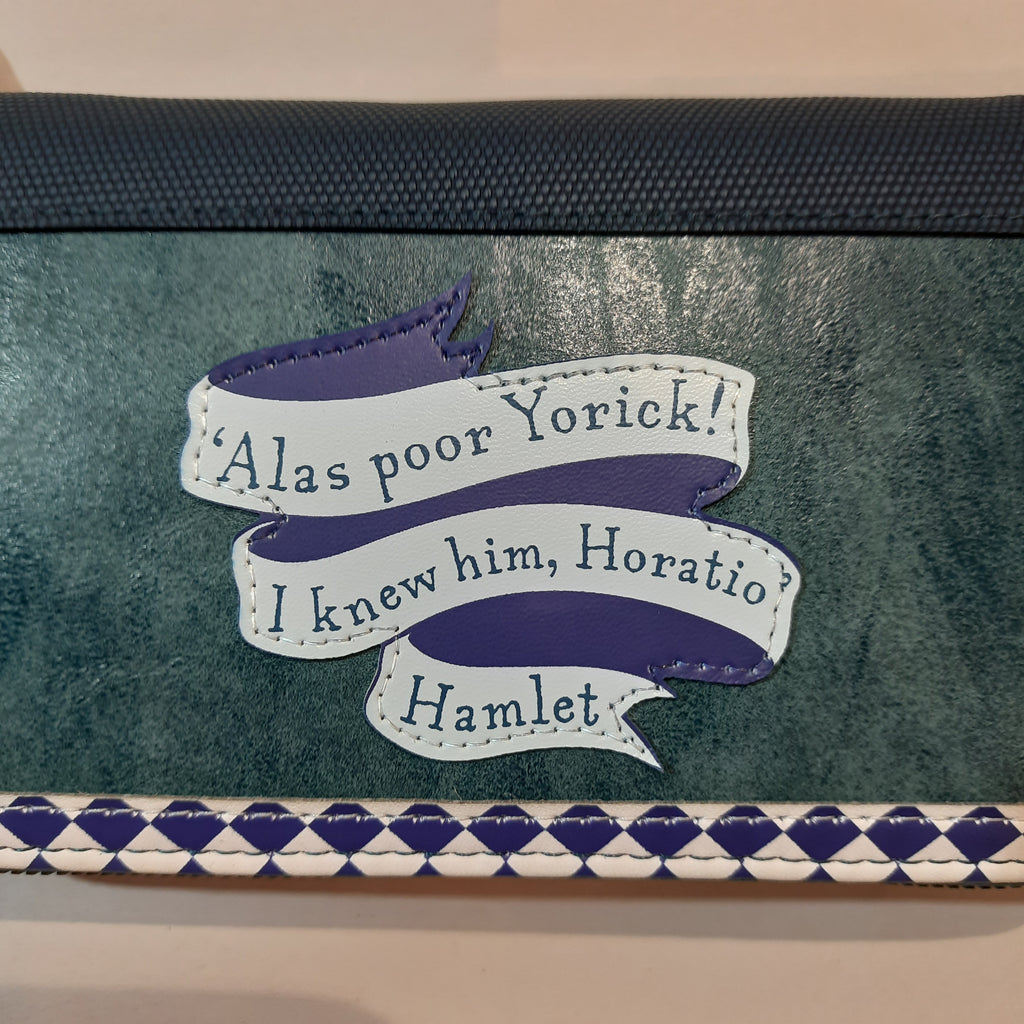 ‘Alas poor Yorick!
I knew him, Horatio’
Hamlet